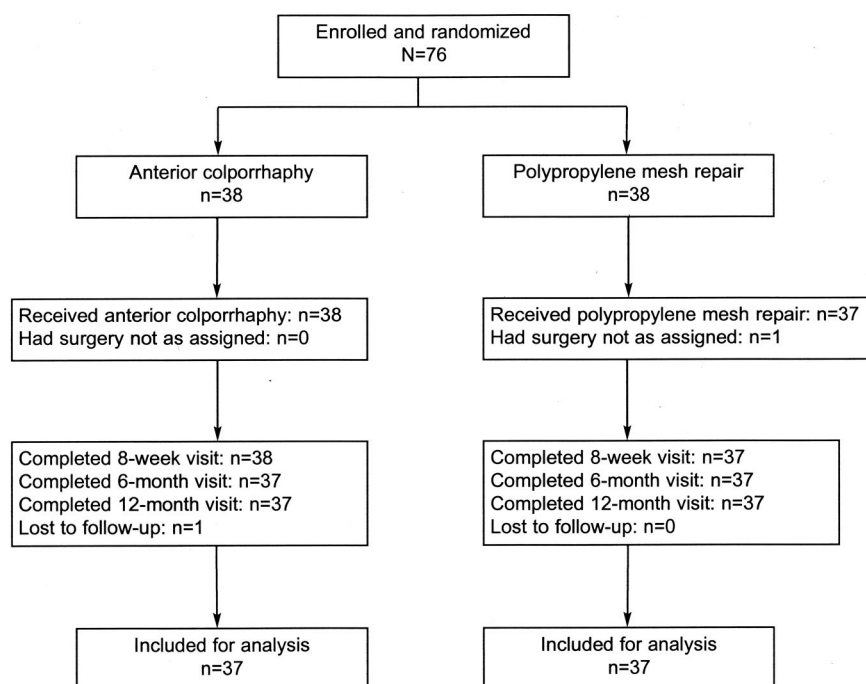 Enrolled and randomized
N=76
Anterior colporrhaphy
n=38
Polypropylene mesh repair
n=38
Received anterior colporrhaphy: n=38
Had surgery not as assigned: n=0
Received polypropylene mesh repair: n=37
Had surgery not as assigned: n=1
Completed 8-week visit: n=38
Completed 6-month visit: n=37
Completed 12-month visit: n=37
Lost to follow-up: n=1
Completed 8-week visit: n=37
Completed 6-month visit: n=37
Completed 12-month visit: n=37
Lost to follow-up: n=0
Included for analysis
n=37
Included for analysis
n=37